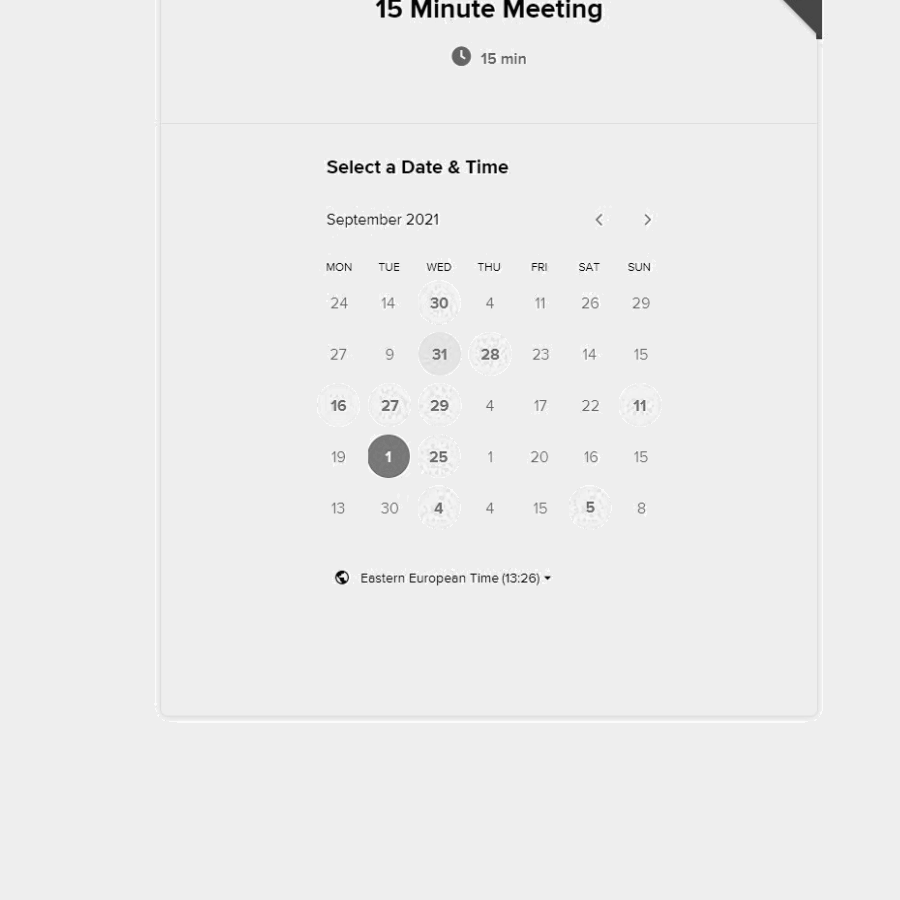 15 Minute Meeting
15 min
Select a Date & Time
September 2021
MON TUE WED THU FRI SAT SUN
24 14 30 4 11 26 29
27 9 31 28 23 14 15
16 27 29 4 17 22 11
19 1 25 1 20 16 15
13 30 4 4 15 5 8
Eastern European Time (13:26)